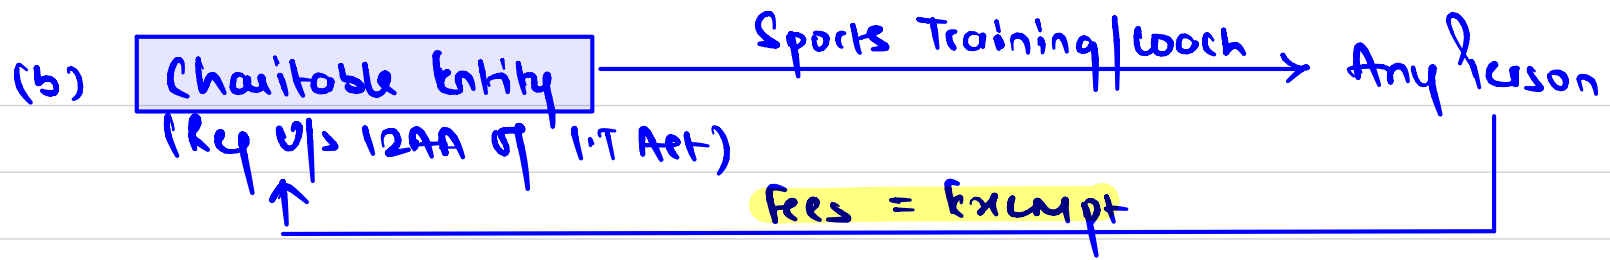 Sports Training/Coach
(b) Charitable Entity Any Person
(Reg U/s 12AA of I.T Act)
Fees = Exempt